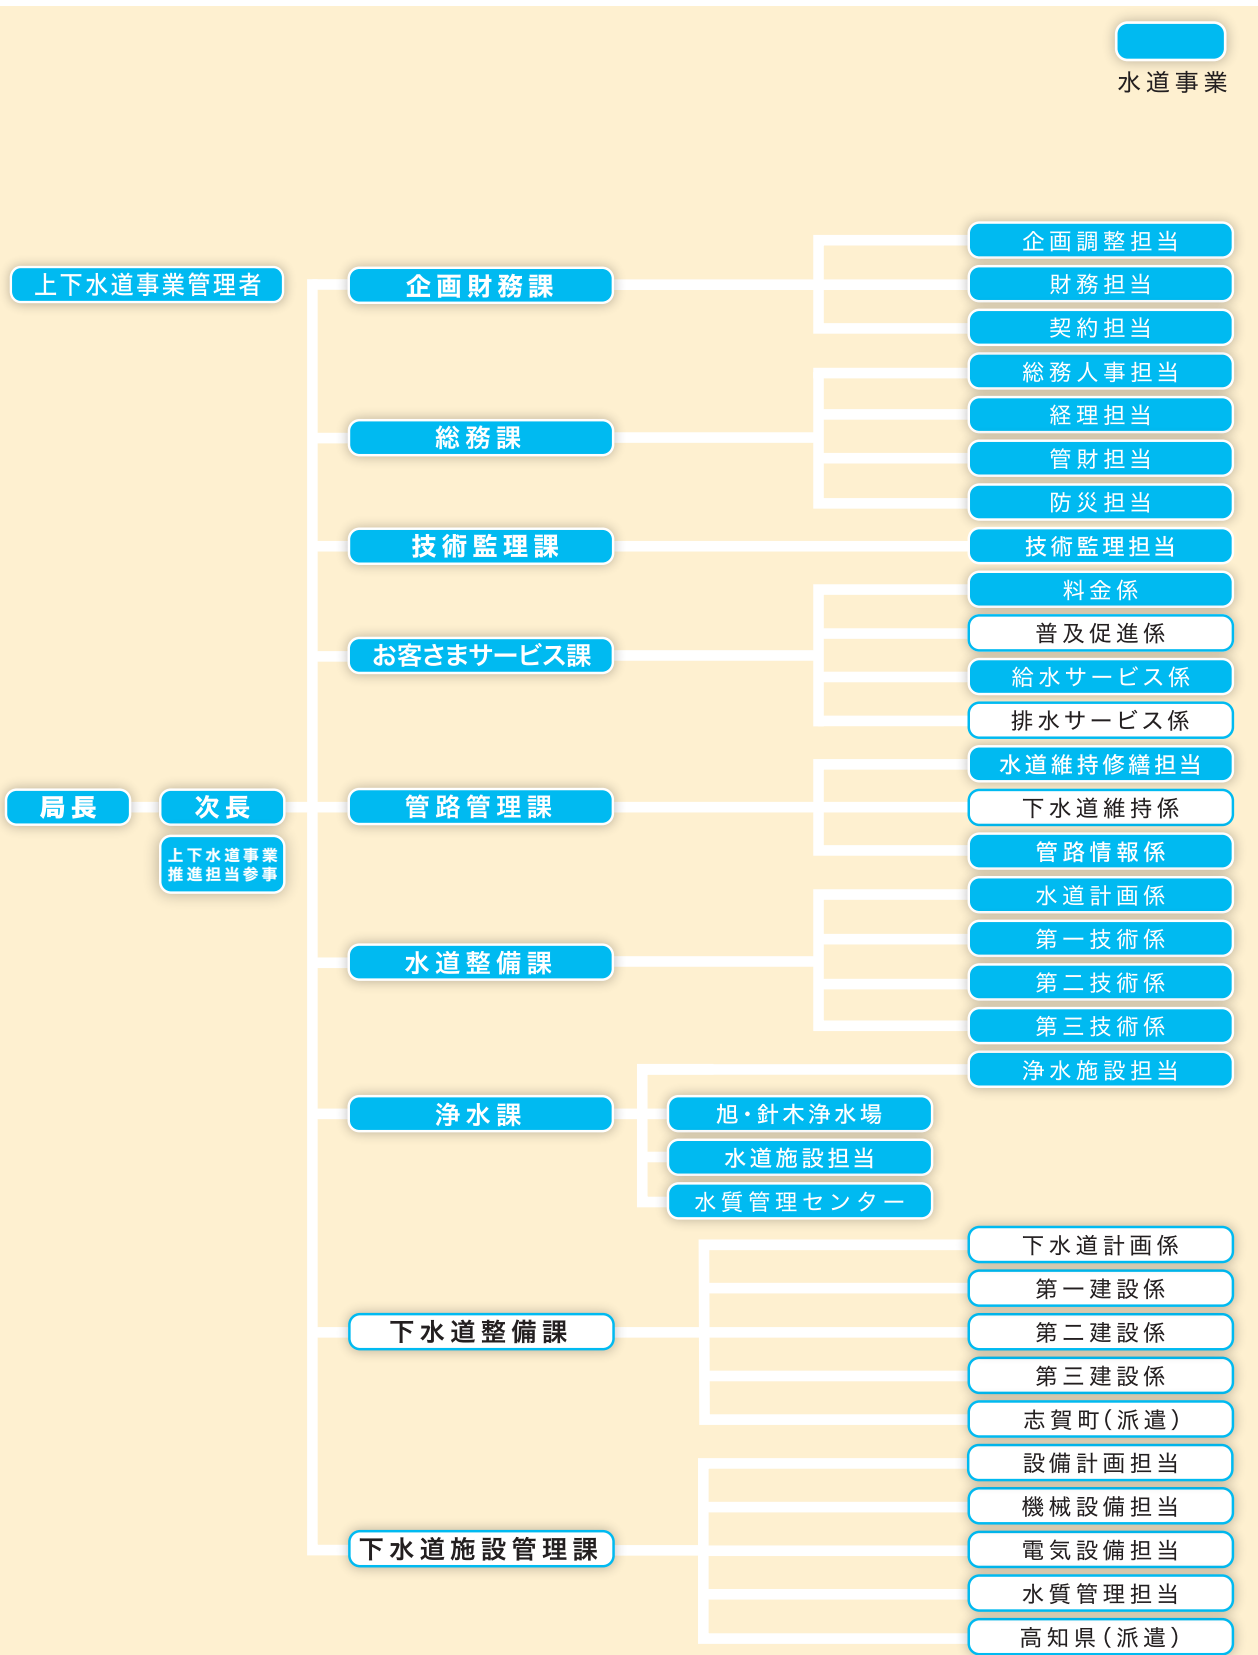 水道事業
上下水道事業管理者
局長
次長
上下水道事業
推進担当参事
企画財務課
企画調整担当
財務担当
契約担当
総務課
総務人事担当
経理担当
管財担当
防災担当
技術監理課
技術監理担当
お客さまサービス課
料金係
普及促進係
給水サービス係
排水サービス係
管路管理課
水道維持修繕担当
下水道維持係
管路情報係
水道整備課
水道計画係
第一技術係
第二技術係
第三技術係
浄水課
浄水施設担当
旭・針木浄水場
水道施設担当
水質管理センター
下水道整備課
下水道計画係
第一建設係
第二建設係
第三建設係
志賀町(派遣)
下水道施設管理課
設備計画担当
機械設備担当
電気設備担当
水質管理担当
高知県(派遣)